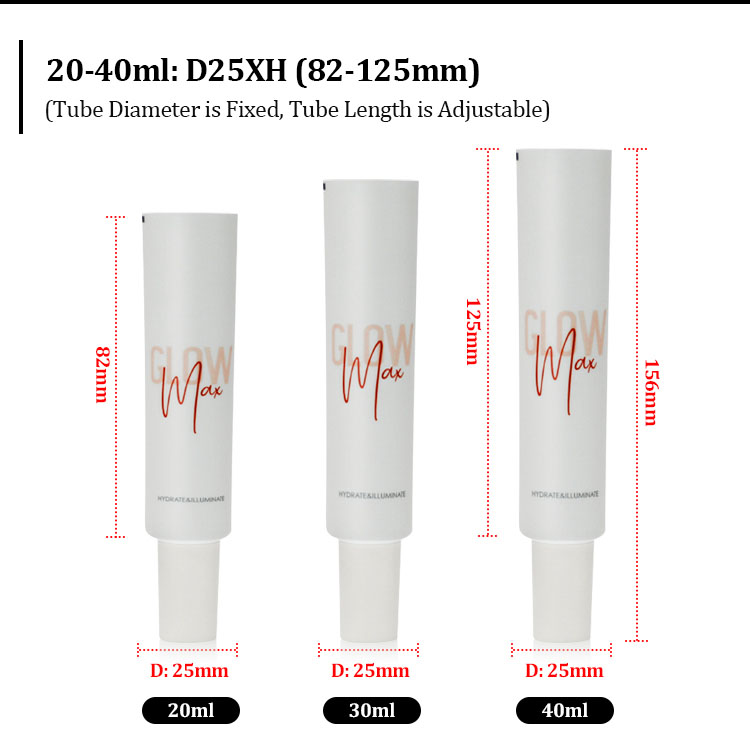 20-40ml: D25XH (82-125mm)
(Tube Diameter is Fixed, Tube Length is Adjustable)
82mm
GLOW
Max
HYDRATE&ILLUMINATE
GLOW
Max
HYDRATE&ILLUMINATE
125mm
GLOW
Max
HYDRATE&ILLUMINATE
156mm
D: 25mm
D: 25mm
D: 25mm
20ml
30ml
40ml